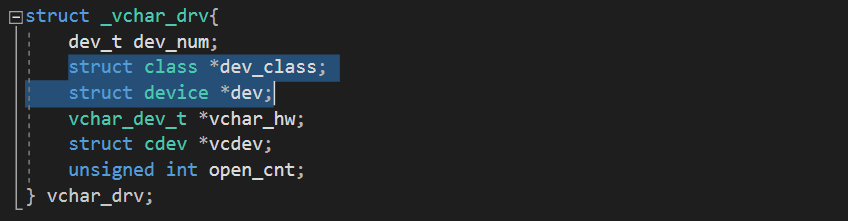 struct _vchar_drv{
dev_t dev_num;
struct class *dev_class;
struct device *dev;
vchar_dev_t *vchar_hw;
struct cdev *vcdev;
unsigned int open_cnt;
} vchar_drv;